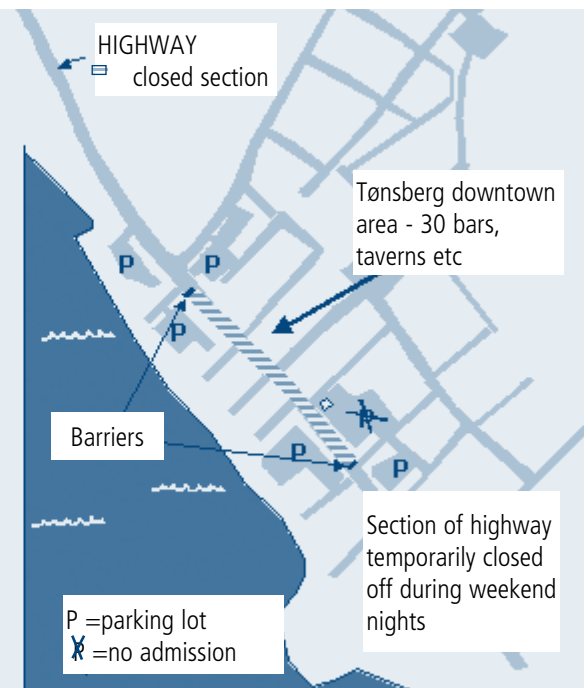 HIGHWAY
closed section
Tønsberg downtown
area - 30 bars,
taverns etc
P
P
P
P
P
P
Barriers
Section of highway
temporarily closed
off during weekend
nights
P =parking lot
P =no admission